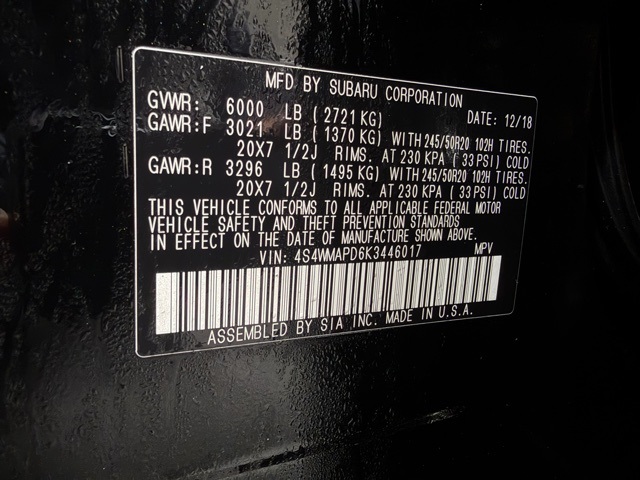 MFD BY SUBARU CORPORATION
GVWR: 6000 LB (2721 KG) DATE: 12/18
GAWR:F 3021 LB (1370 KG) WITH 245/50R20 102H TIRES.
20X7 1/2J RIMS. AT 230 KPA (33 PSI) COLD
GAWR:R 3296 LB (1495 KG) WITH 245/50R20 102H TIRES.
20X7 1/2J RIMS. AT 230 KPA (33 PSI) COLD
THIS VEHICLE CONFORMS TO ALL APPLICABLE FEDERAL MOTOR
VEHICLE SAFETY AND THEFT PREVENTION STANDARDS
IN EFFECT ON THE DATE OF MANUFACTURE SHOWN ABOVE.
VIN: 4S4WMAPD6K3446017 MPV
ASSEMBLED BY SIA INC. MADE IN U.S.A.